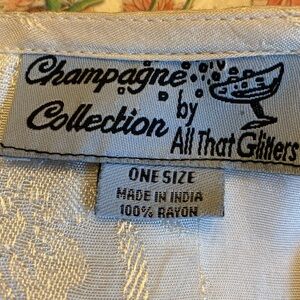 Champagne
Collection by
All That Glitters
ONE SIZE
MADE IN INDIA
100% RAYON